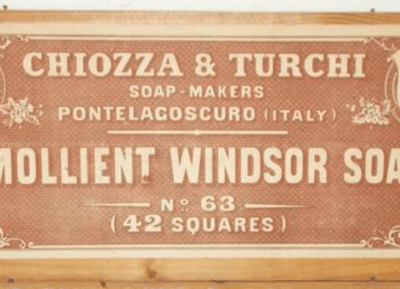 CHIOZZA & TURCHI
SOAP-MAKERS
PONTELAGOSCURO (ITALY)
MOLLIENT WINDSOR SOA
Nº 63
(42 SQUARES)